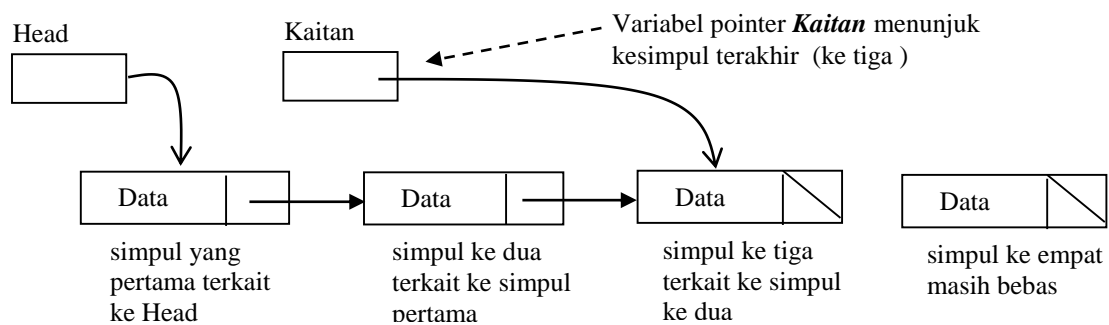 Head
Kaitan
Variabel pointer Kaitan menunjuk
kesimpul terakhir (ke tiga )
Data
Data
Data
Data
simpul yang
pertama terkait
ke Head
simpul ke dua
terkait ke simpul
pertama
simpul ke tiga
terkait ke simpul
ke dua
simpul ke empat
masih bebas